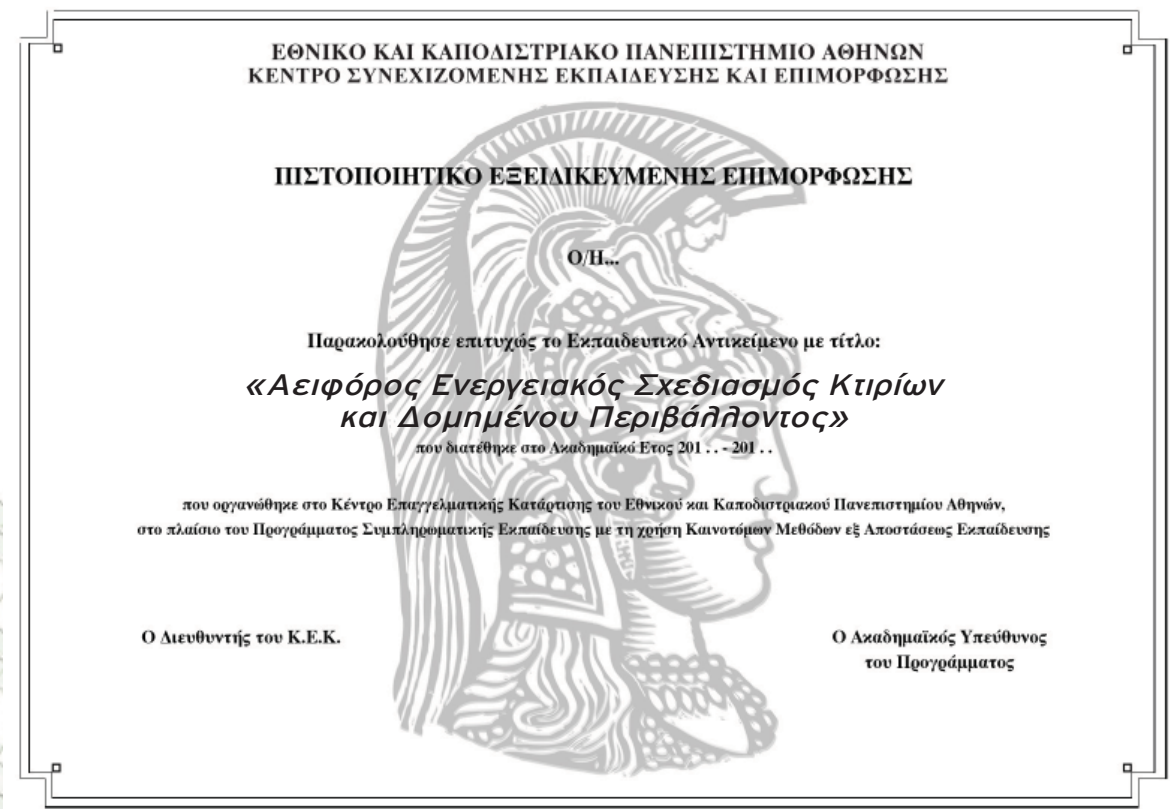 ΕΘΝΙΚΟ ΚΑΙ ΚΑΠΟΔΙΣΤΡΙΑΚΟ ΠΑΝΕΠΙΣΤΗΜΙΟ ΑΘΗΝΩΝ
ΚΕΝΤΡΟ ΣΥΝΕΧΙΖΟΜΕΝΗΣ ΕΚΠΑΙΔΕΥΣΗΣ ΚΑΙ ΕΠΙΜΟΡΦΩΣΗΣ
ΠΙΣΤΟΠΟΙΗΤΙΚΟ ΕΞΕΙΔΙΚΕΥΜΕΝΗΣ ΕΠΙΜΟΡΦΩΣΗΣ
Ο/Η...
Παρακολούθησε επιτυχώς το Εκπαιδευτικό Αντικείμενο με τίτλο:
«Αειφόρος Ενεργειακός Σχεδιασμός Κτιρίων
και Δομημένου Περιβάλλοντος»
που διατέθηκε στο Ακαδημαϊκό Ετος 201 . . - 201 . .
που οργανώθηκε στο Κέντρο Επαγγελματικής Κατάρτισης του Εθνικού και Καποδιστριακού Πανεπιστημίου Αθηνών,
στο πλαίσιο του Προγράμματος Συμπληρωματικής Εκπαίδευσης με τη χρήση Καινοτόμων Μεθόδων εξ Αποστάσεως Εκπαίδευσης
Ο Διευθυντής του Κ.Ε.Κ.
Ο Ακαδημαϊκός Υπεύθυνος
του Προγράμματος